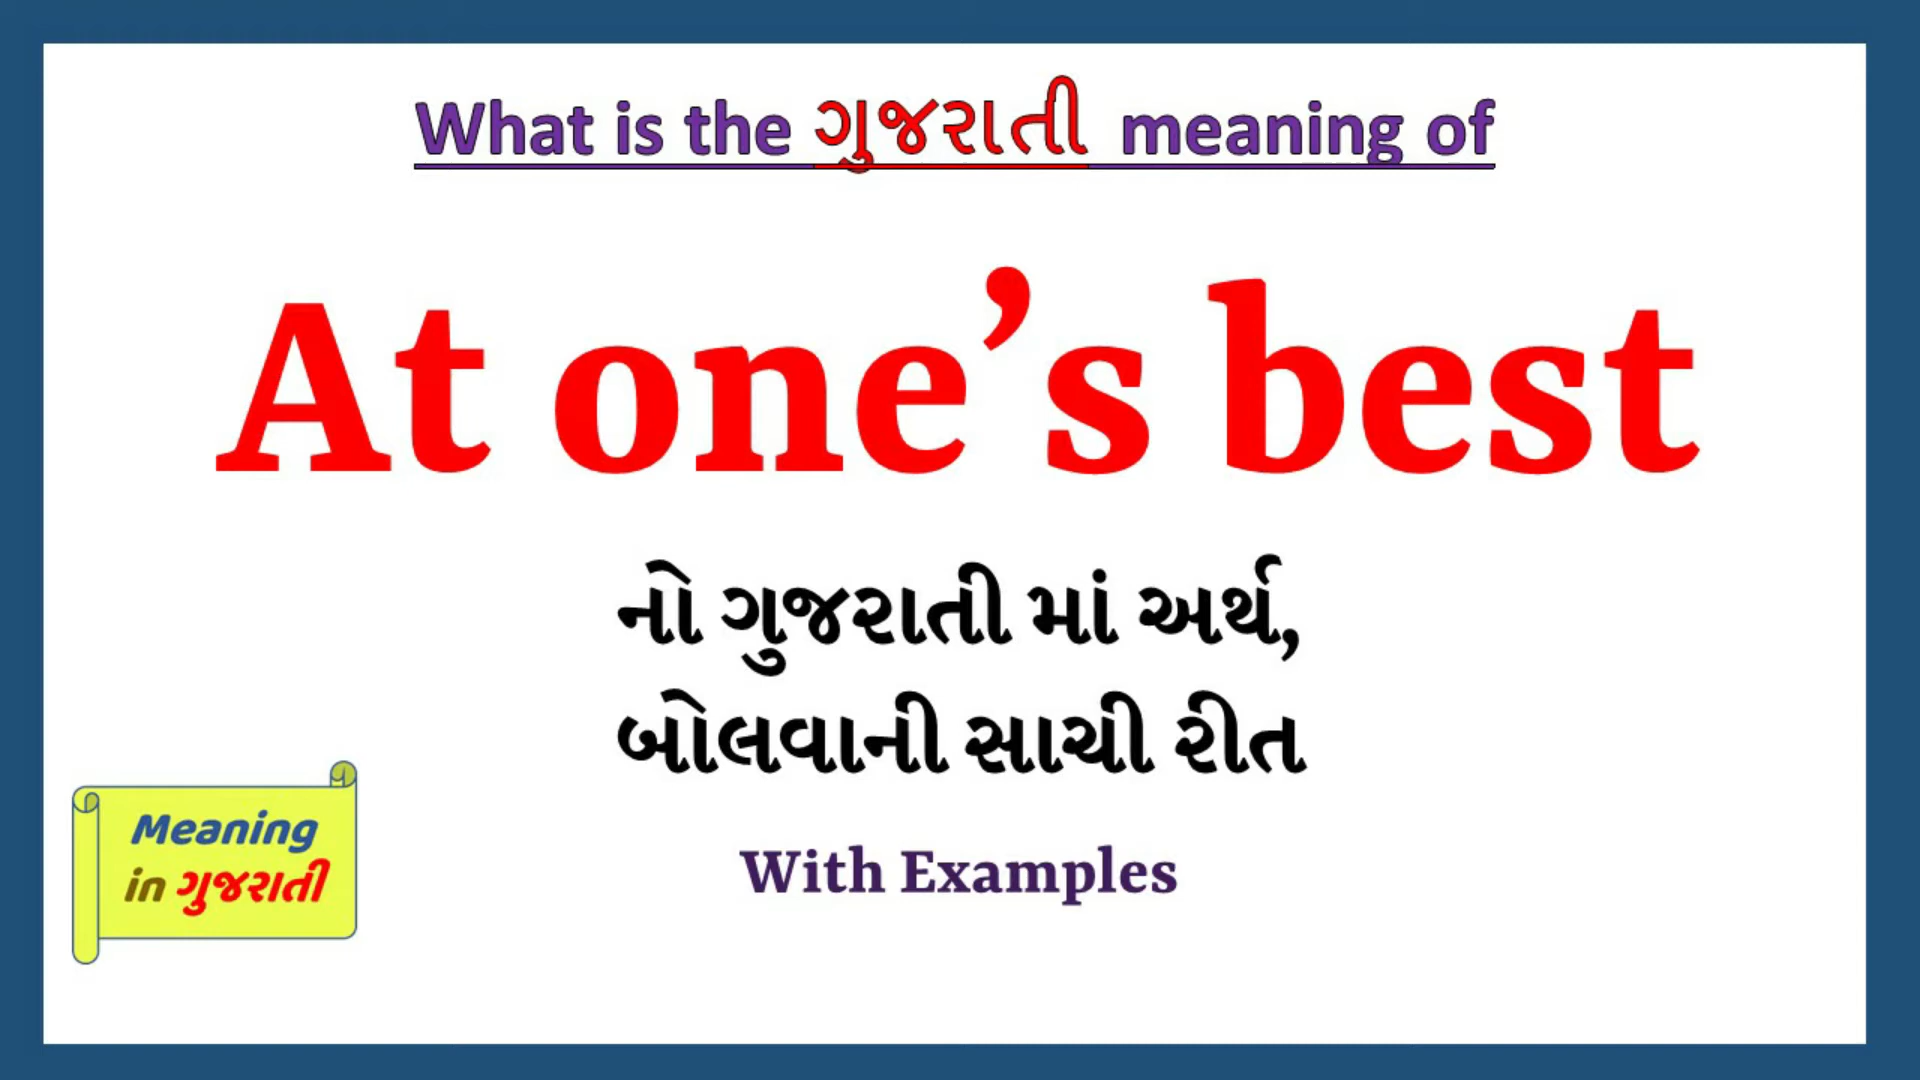 What is the ગુજરાતી meaning of
At one’s best
નો ગુજરાતી માં અર્થ,
બોલવાની સાચી રીત
With Examples
Meaning
in ગુજરાતી